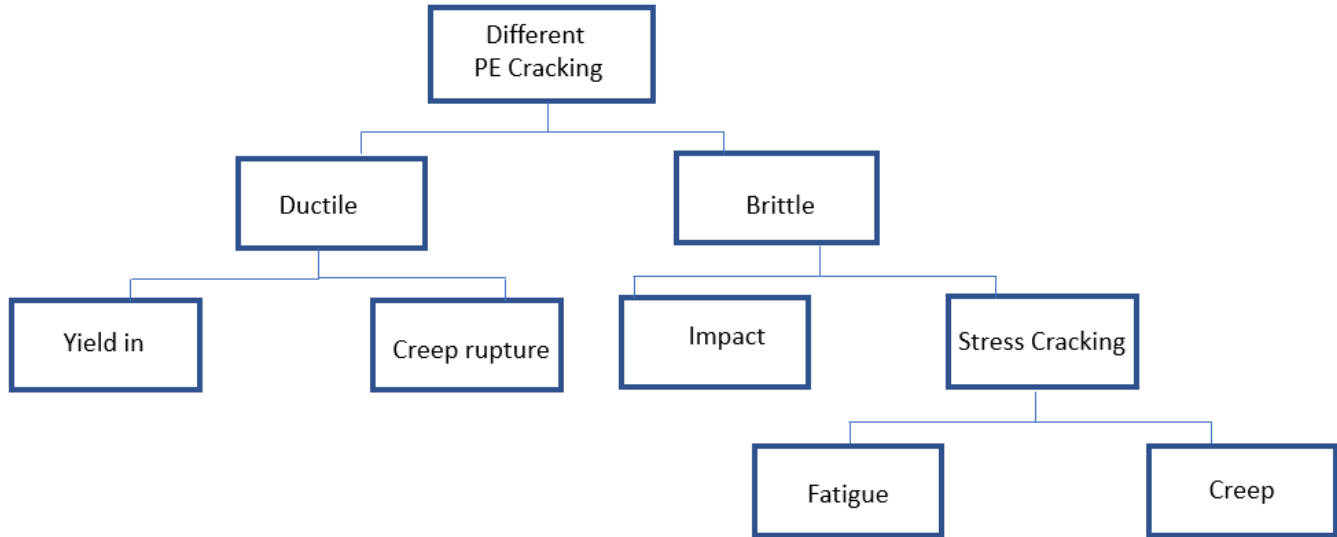 Different
PE Cracking
Ductile
Brittle
Yield in
Creep rupture
Impact
Stress Cracking
Fatigue
Creep